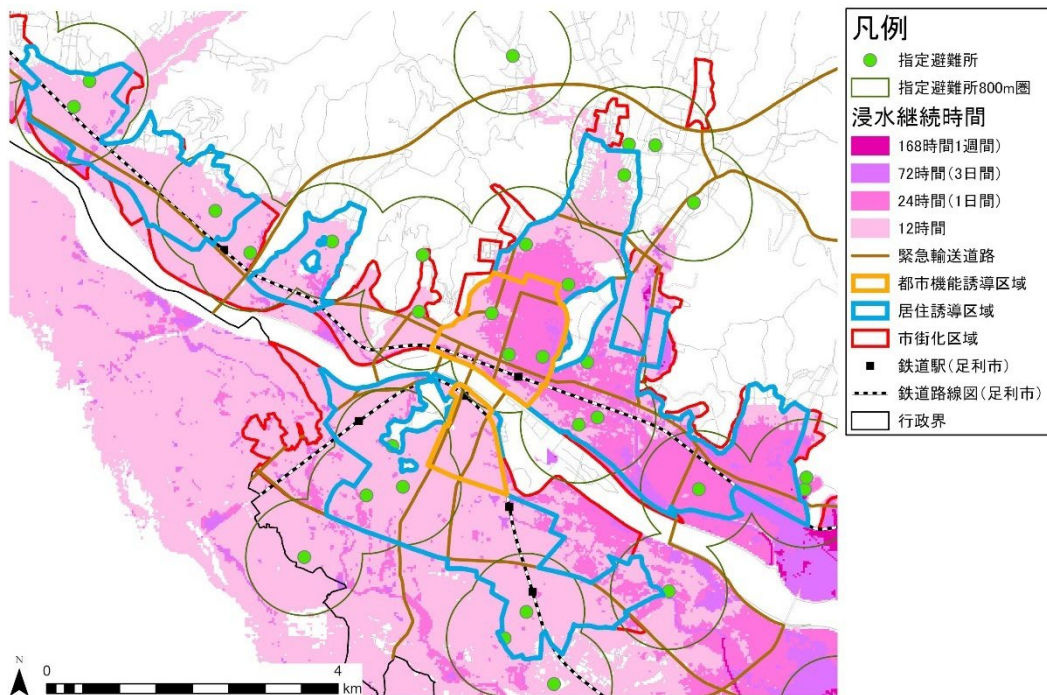 凡例
指定避難所
指定避難所800m圏
浸水継続時間
168時間1週間)
72時間(3日間)
24時間(1日間)
12時間
緊急輸送道路
都市機能誘導区域
居住誘導区域
市街化区域
鉄道駅(足利市)
鉄道路線図(足利市)
行政界
N
0 4
km